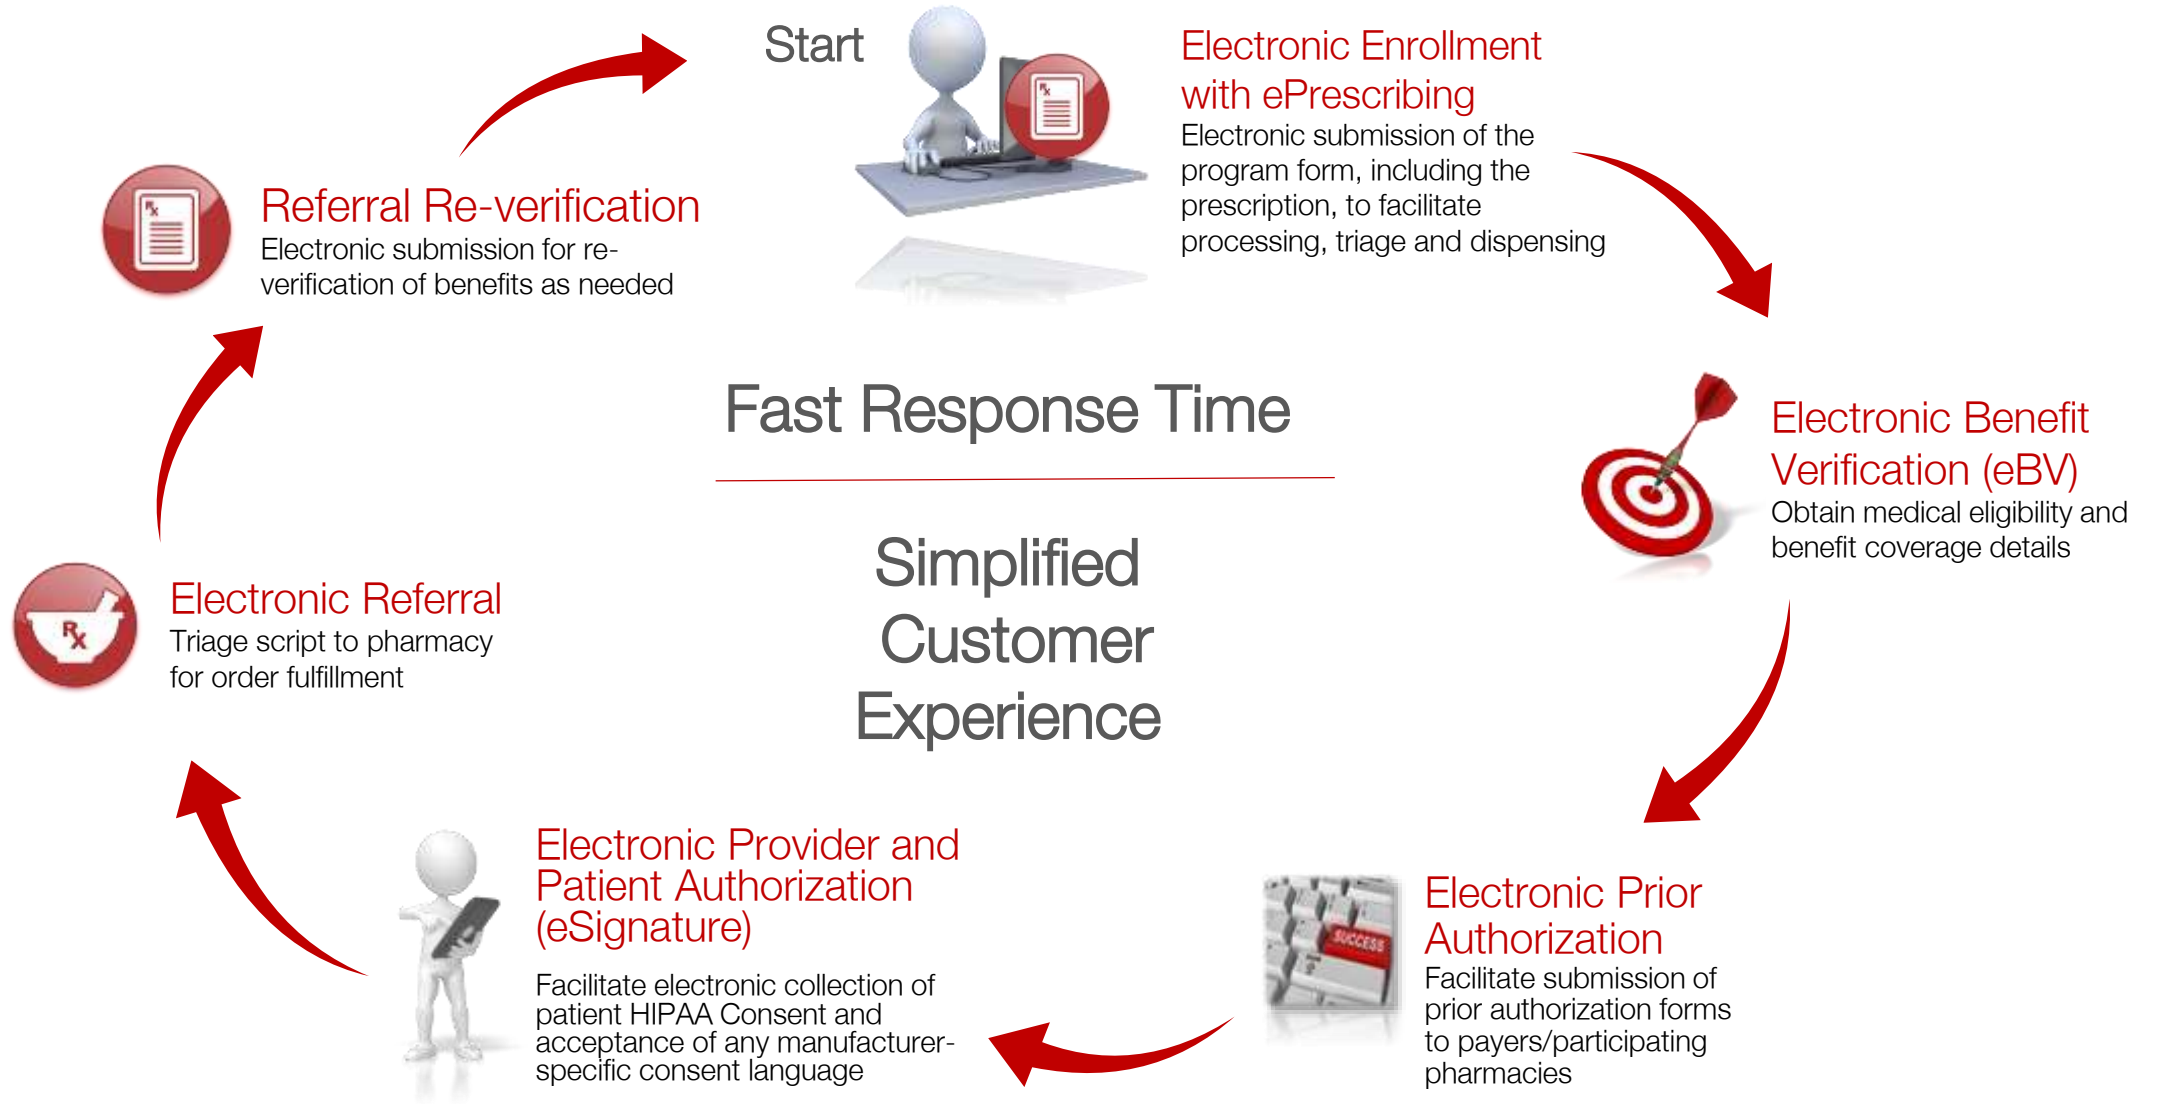 Start
Electronic Enrollment
with ePrescribing
Electronic submission of the
program form, including the
prescription, to facilitate
processing, triage and dispensing
Electronic Benefit
Verification (eBV)
Obtain medical eligibility and
benefit coverage details
Electronic Prior
Authorization
Facilitate submission of
prior authorization forms
to payers/participating
pharmacies
SUCCESS
Electronic Provider and
Patient Authorization
(eSignature)
Facilitate electronic collection of
patient HIPAA Consent and
acceptance of any manufacturer-
specific consent language
Electronic Referral
Triage script to pharmacy
for order fulfillment
Rx
Referral Re-verification
Electronic submission for re-
verification of benefits as needed
Rx
Rx
Fast Response Time
Simplified
Customer
Experience